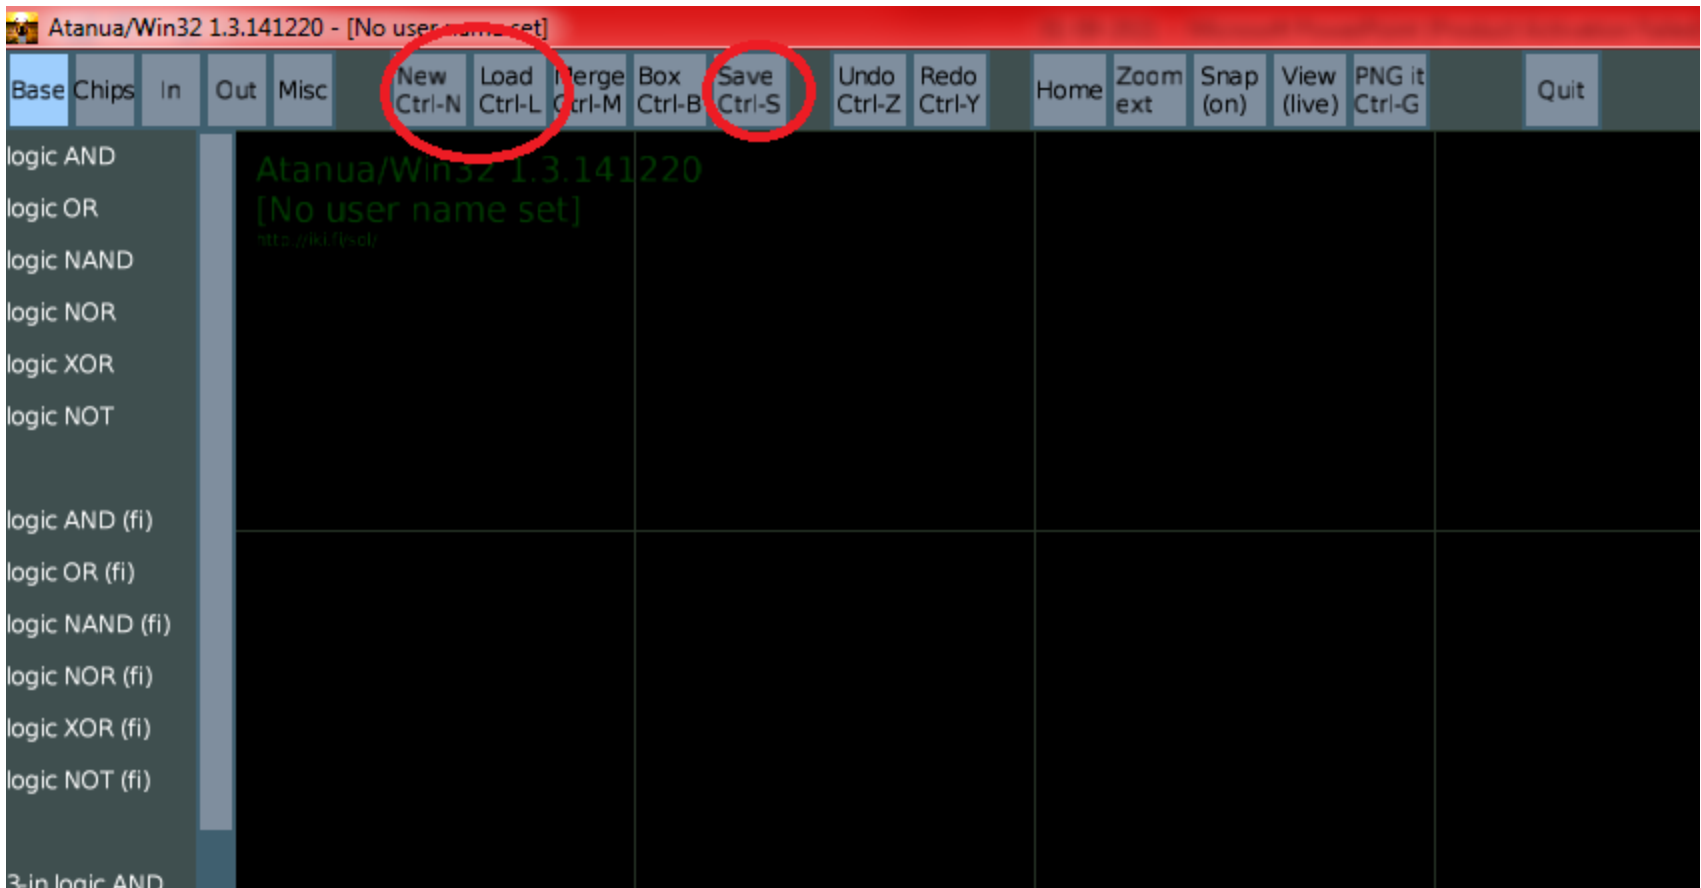 Atanua/Win32 1.3.141220 - [No user name set]
Base Chips In Out Misc
New Ctrl-N
Load Ctrl-L
Merge Ctrl-M
Box Ctrl-B
Save Ctrl-S
Undo Ctrl-Z
Redo Ctrl-Y
Home
Zoom ext
Snap (on)
View (live)
PNG it Ctrl-G
Quit
Atanua/Win32 1.3.141220
[No user name set]
http://iki.fi/sol/
logic AND
logic OR
logic NAND
logic NOR
logic XOR
logic NOT
logic AND (fi)
logic OR (fi)
logic NAND (fi)
logic NOR (fi)
logic XOR (fi)
logic NOT (fi)
3-in logic AND